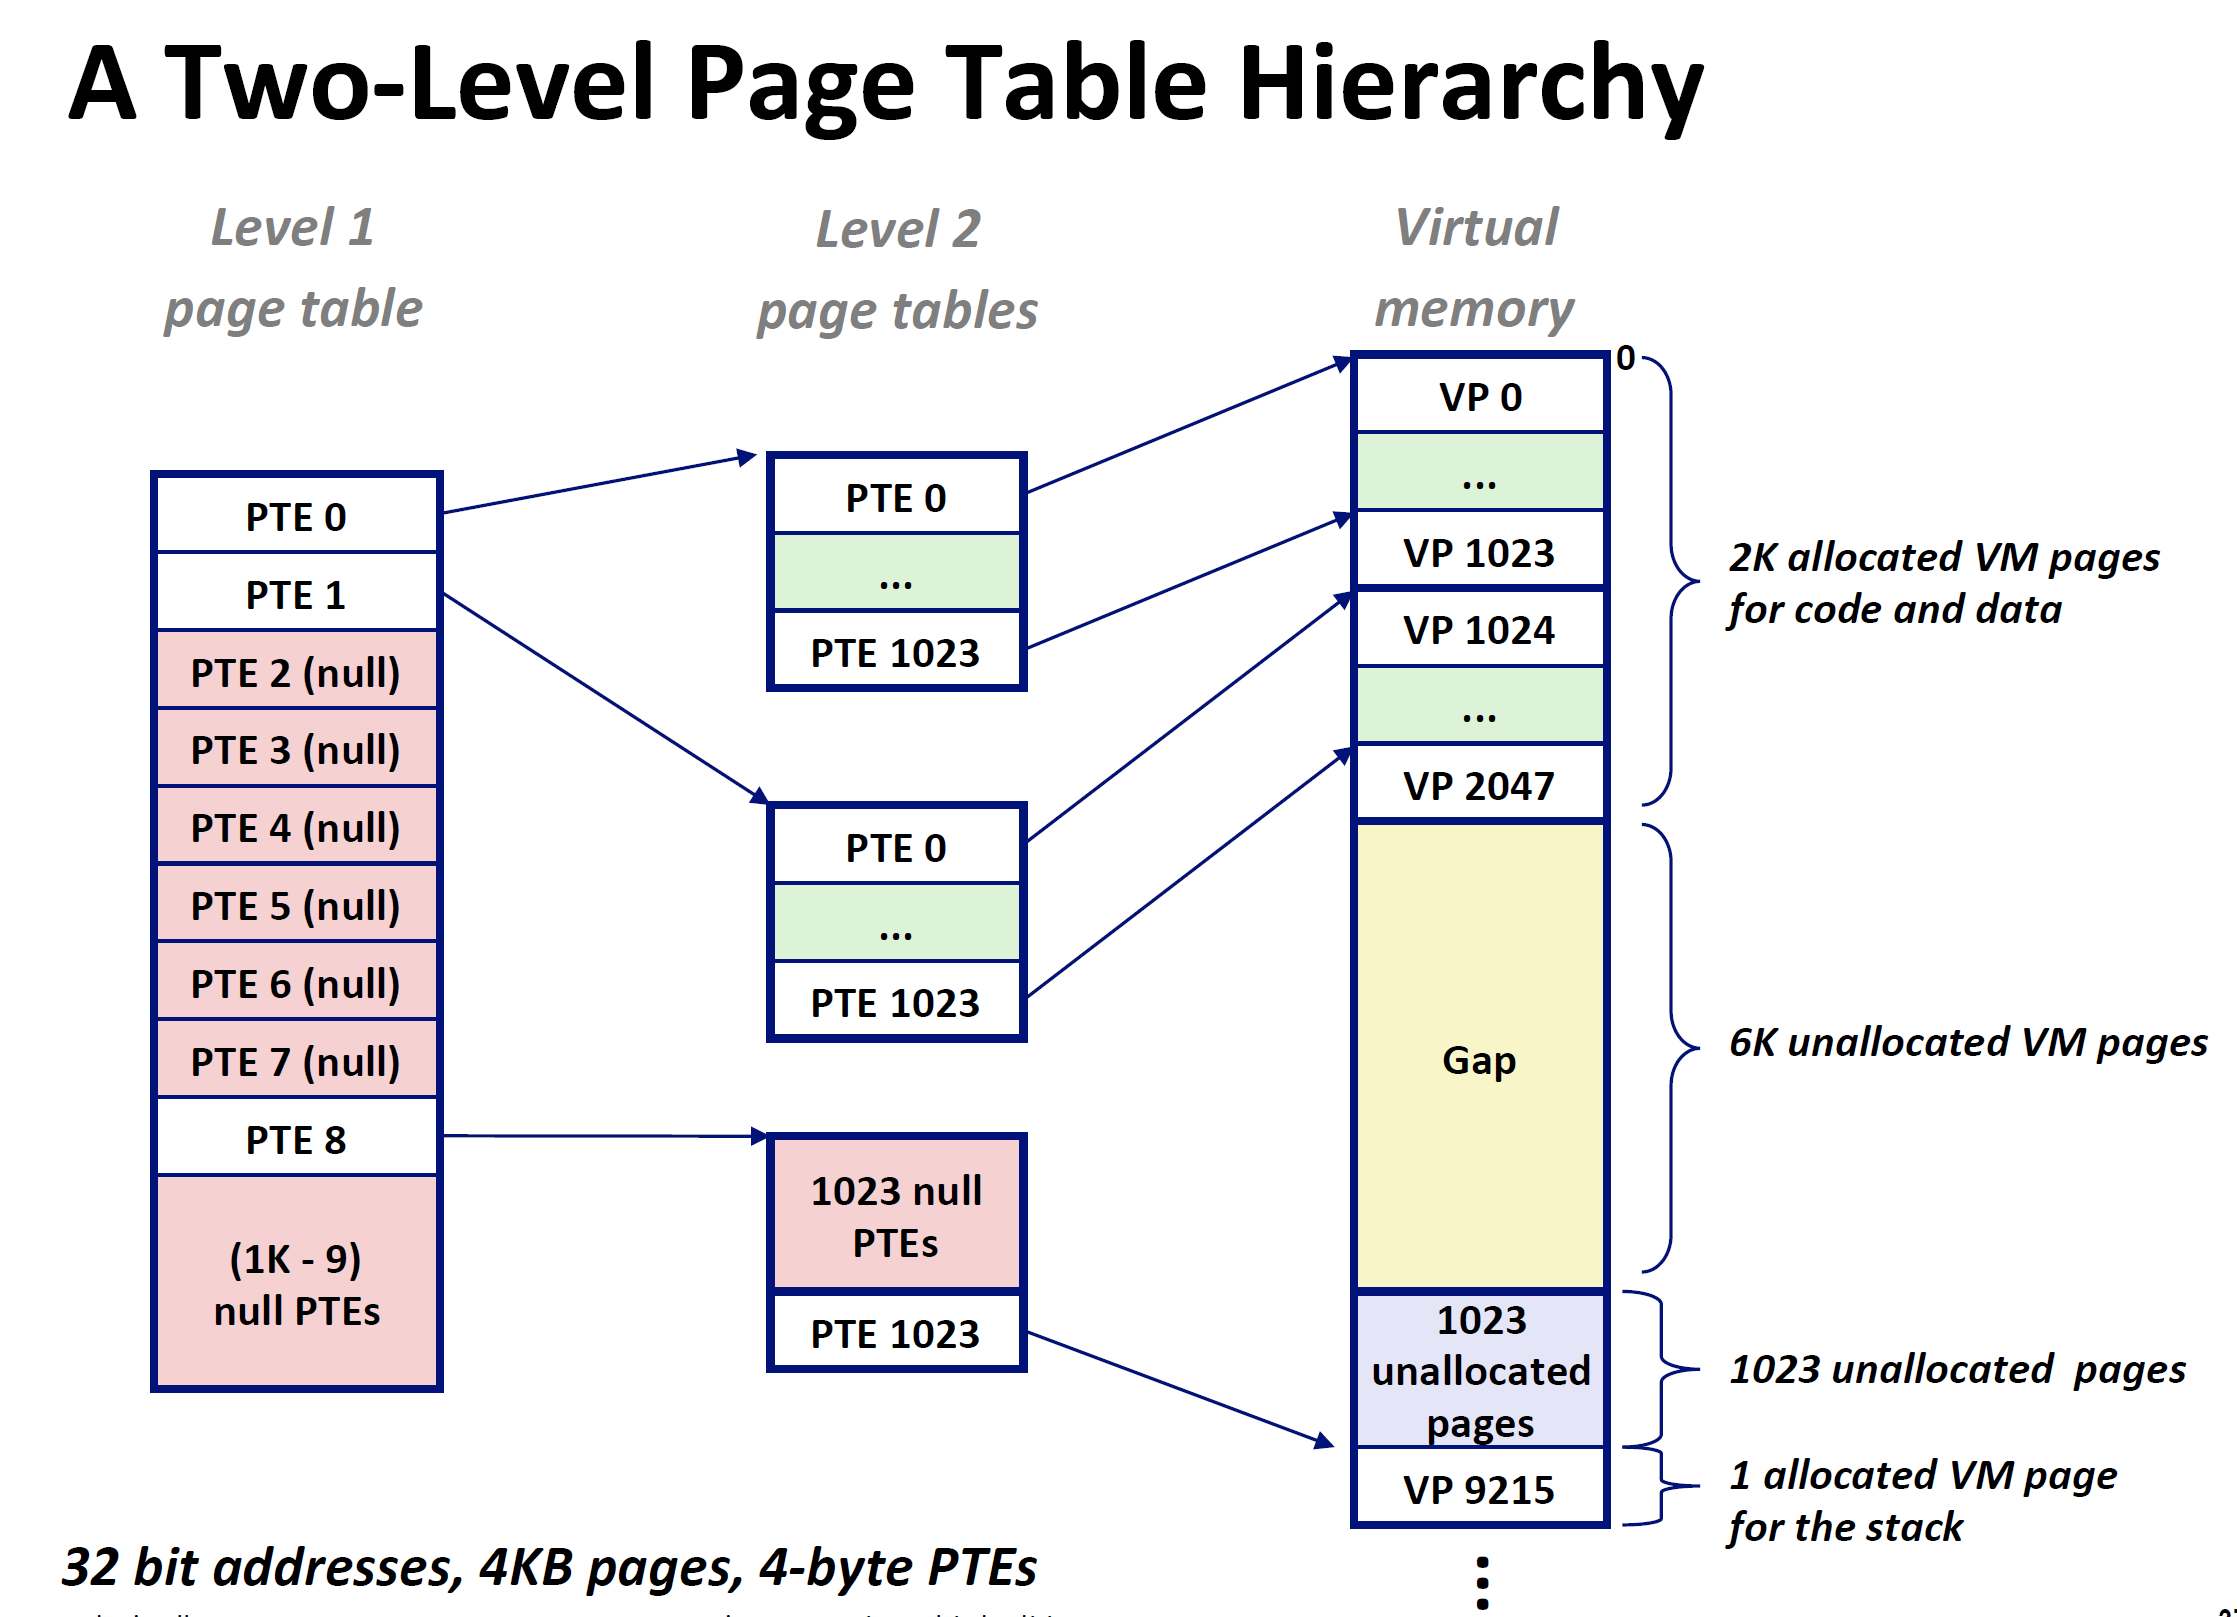 A Two-Level Page Table Hierarchy
Level 1
page table
Level 2
page tables
Virtual
memory
PTE 0
PTE 1
PTE 2 (null)
PTE 3 (null)
PTE 4 (null)
PTE 5 (null)
PTE 6 (null)
PTE 7 (null)
PTE 8
(1K - 9)
null PTEs
PTE 0
...
PTE 1023
PTE 0
...
PTE 1023
1023 null
PTEs
PTE 1023
0
VP 0
...
VP 1023
VP 1024
...
VP 2047
Gap
1023
unallocated
pages
VP 9215
2K allocated VM pages
for code and data
6K unallocated VM pages
1023 unallocated pages
1 allocated VM page
for the stack
32 bit addresses, 4KB pages, 4-byte PTEs